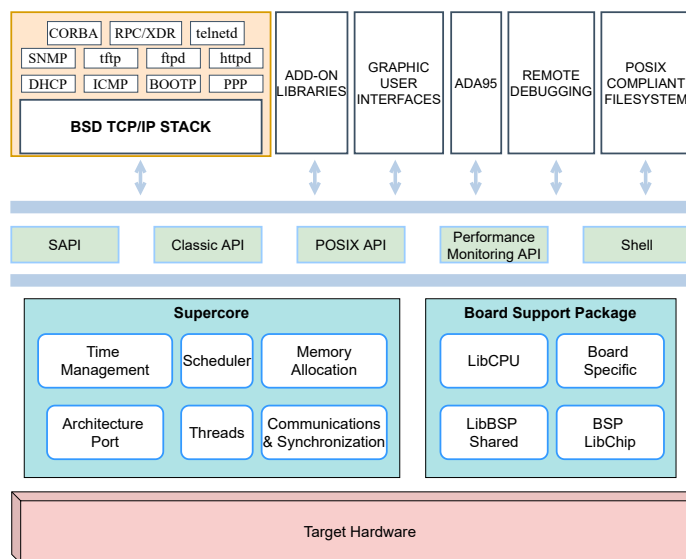 CORBA RPC/XDR telnetd
SNMP tftp ftpd httpd
DHCP ICMP BOOTP PPP
BSD TCP/IP STACK
ADD-ON
LIBRARIES
GRAPHIC
USER
INTERFACES
ADA95
REMOTE
DEBUGGING
POSIX
COMPLIANT
FILESYSTEM
SAPI
Classic API
POSIX API
Performance
Monitoring API
Shell
Supercore
Time
Management
Scheduler
Memory
Allocation
Architecture
Port
Threads
Communications
& Synchronization
Board Support Package
LibCPU
Board
Specific
LibBSP
Shared
BSP
LibChip
Target Hardware